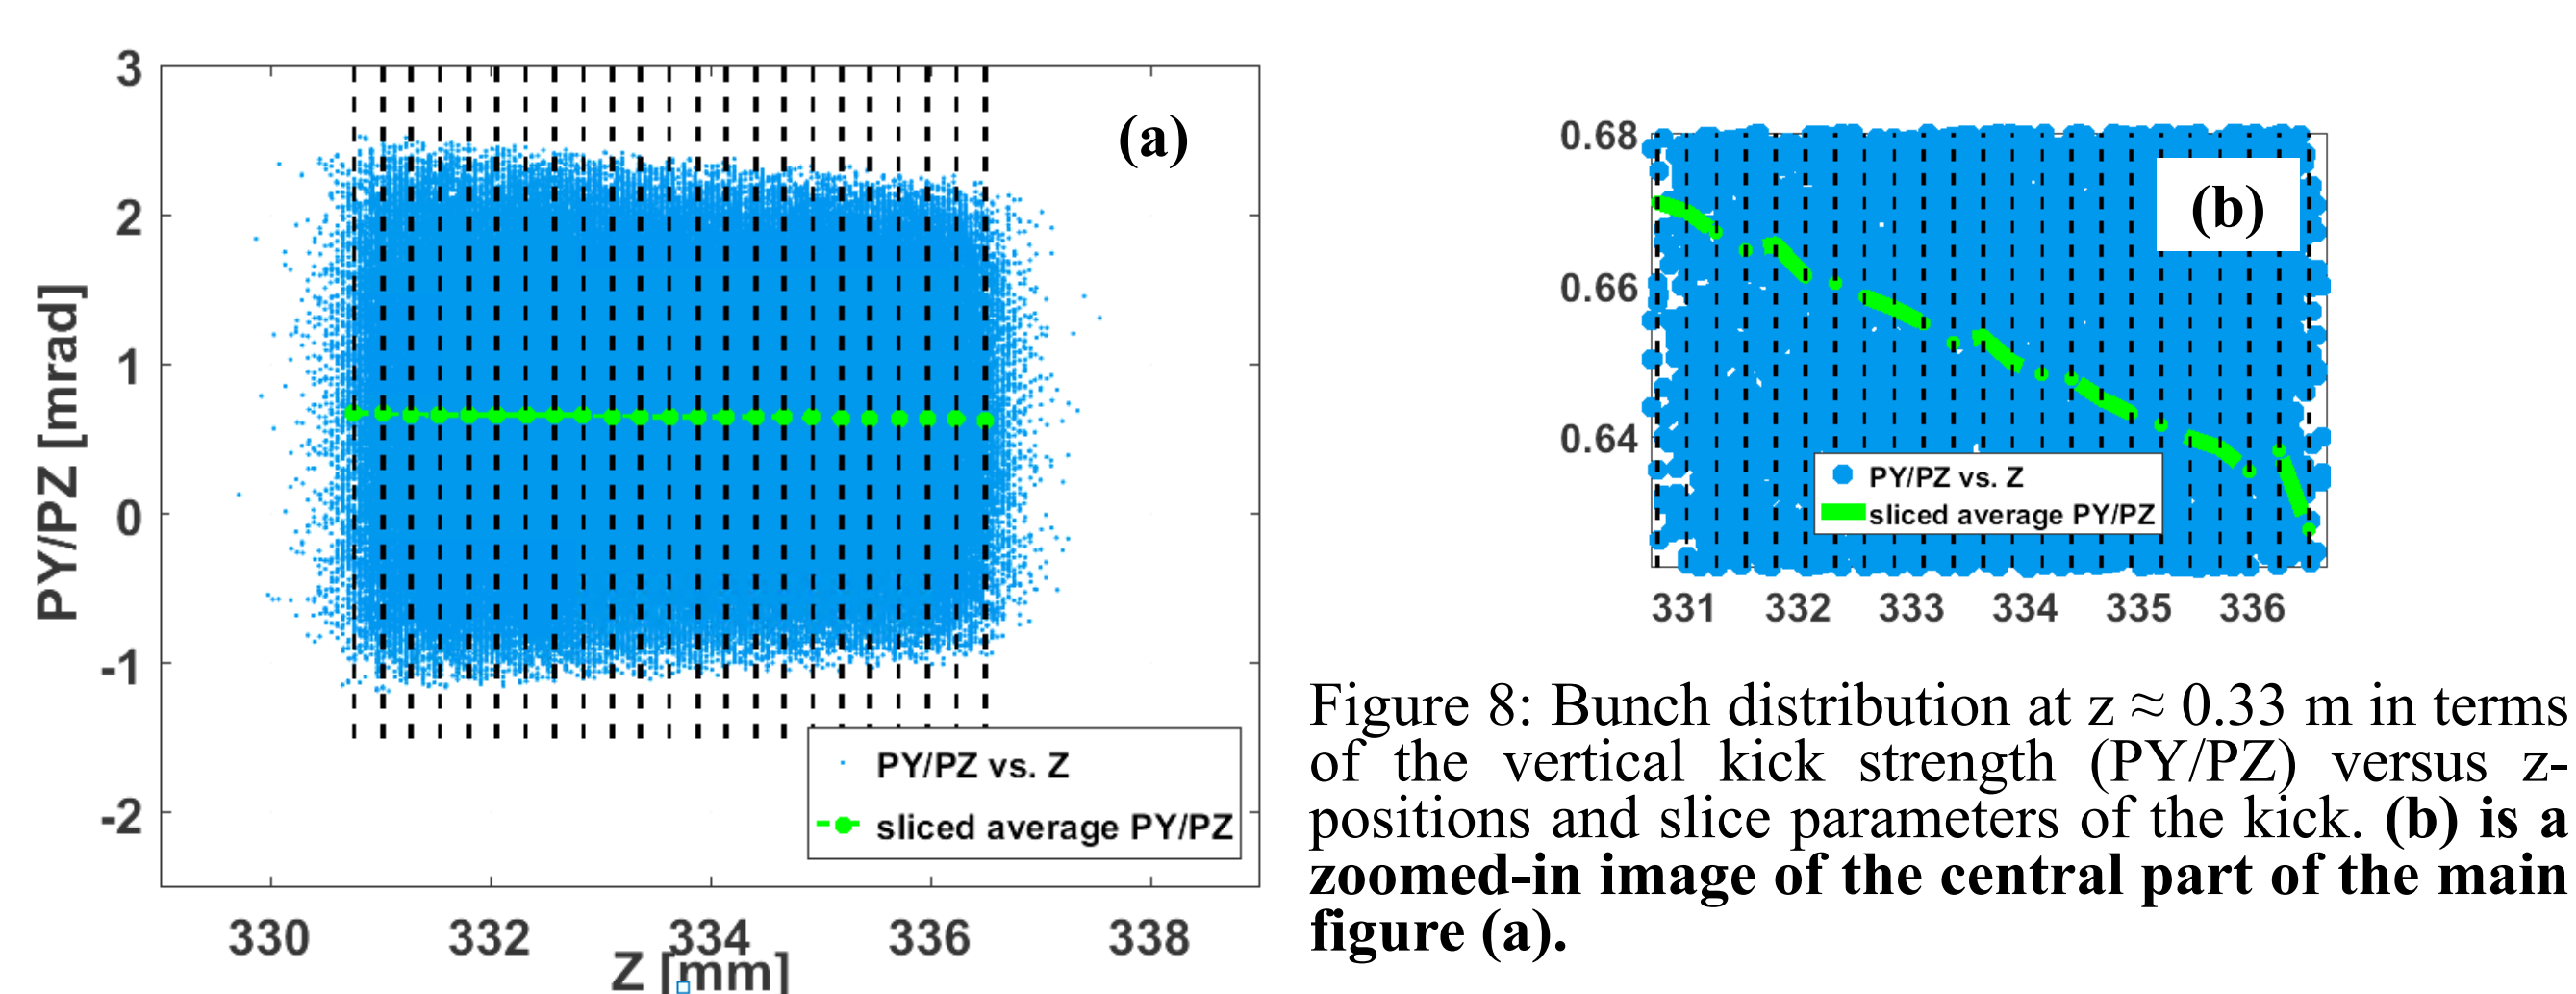 3
2
1
0
-1
-2
PY/PZ [mrad]
(a)
PY/PZ vs. Z
sliced average PY/PZ
330 332 334 336 338
Z [mm]
0.68
0.66
0.64
(b)
PY/PZ vs. Z
sliced average PY/PZ
331 332 333 334 335 336
Figure 8: Bunch distribution at z ≈ 0.33 m in terms
of the vertical kick strength (PY/PZ) versus z-
positions and slice parameters of the kick. (b) is a
zoomed-in image of the central part of the main
figure (a).